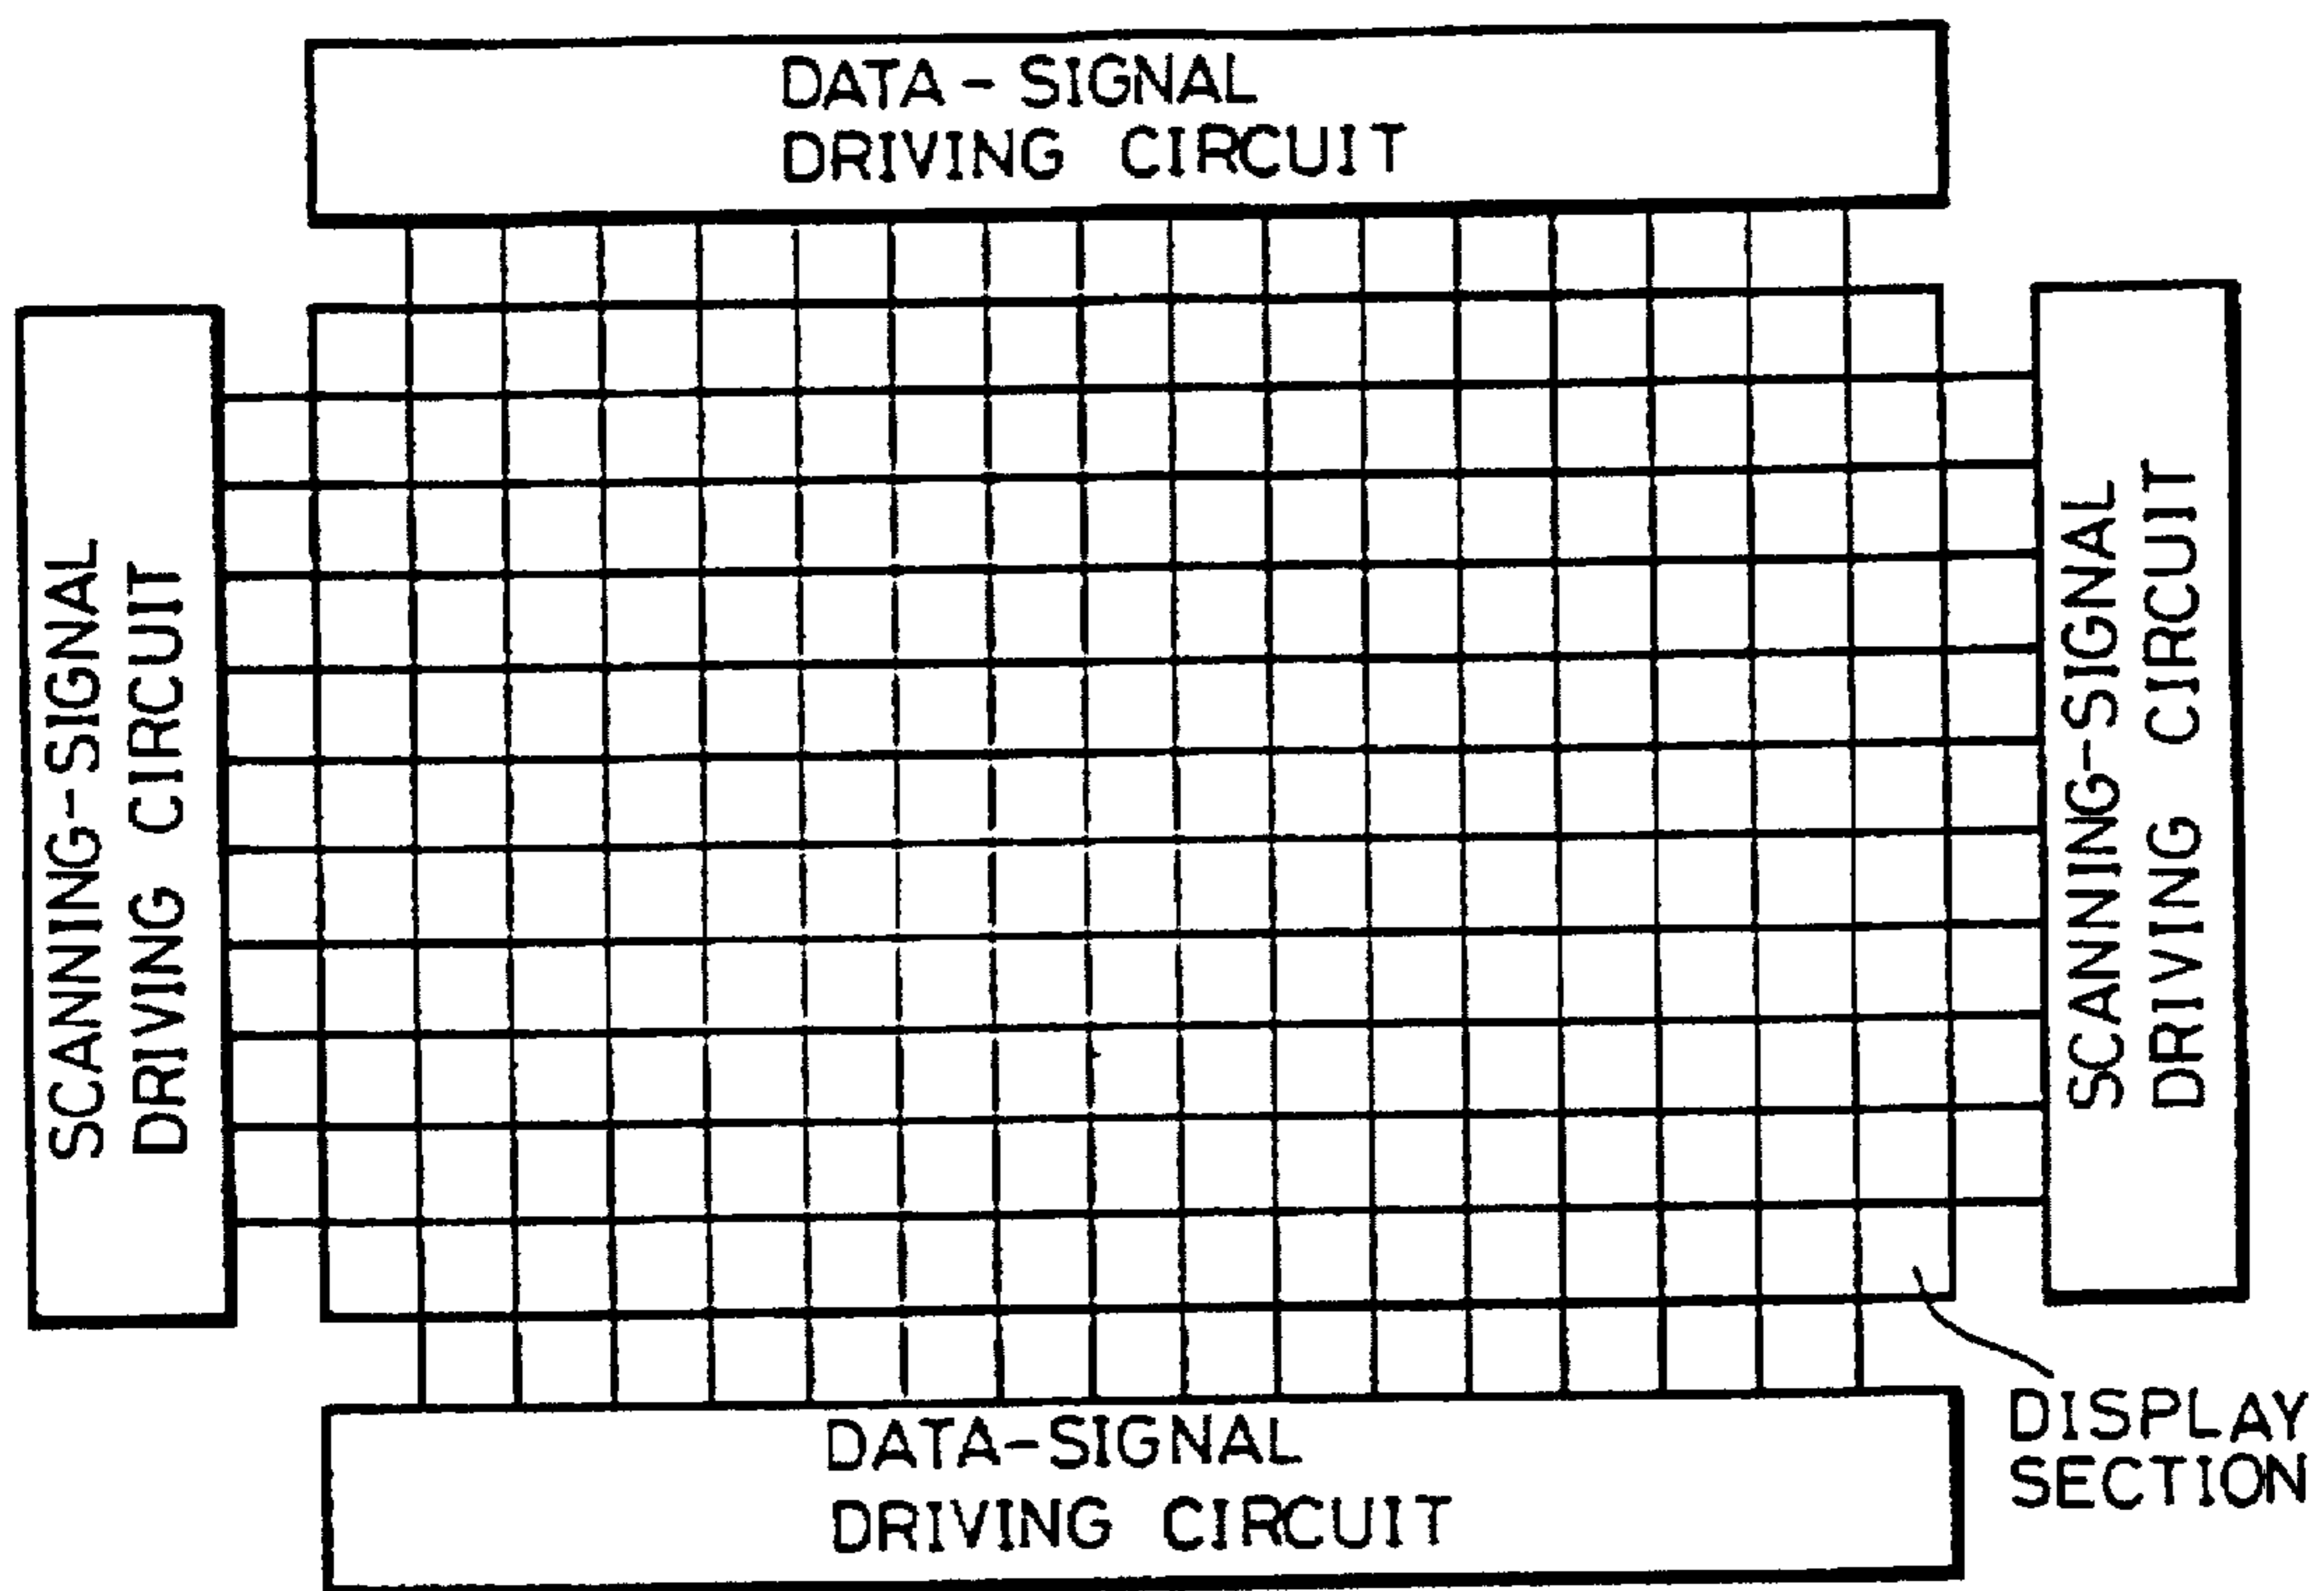 DATA - SIGNAL
DRIVING CIRCUIT
SCANNING-SIGNAL
DRIVING CIRCUIT
SCANNING-SIGNAL
DRIVING CIRCUIT
DISPLAY
SECTION
DATA-SIGNAL
DRIVING CIRCUIT